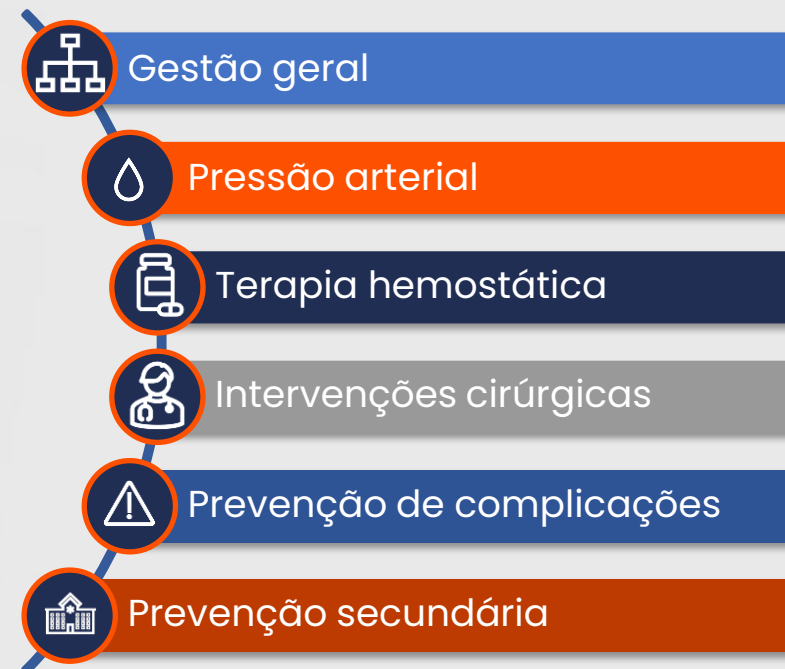 Gestão geral
Pressão arterial
Terapia hemostática
Intervenções cirúrgicas
Prevenção de complicações
Prevenção secundária